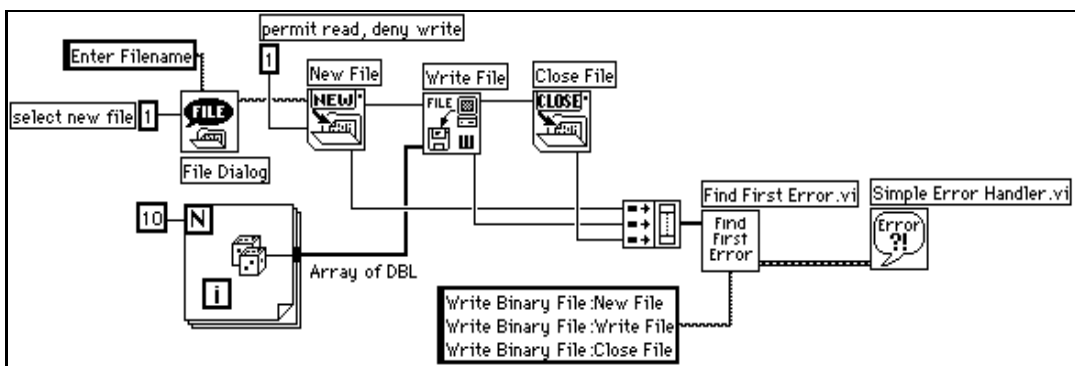 permit read, deny write
Enter Filename
1
New File
Write File
Close File
select new file
1
FILE
NEW
FILE
W
CLOSE
File Dialog
10
N
i
Array of DBL
Find First Error.vi
Simple Error Handler.vi
Find
First
Error
Error
?!
Write Binary File:New File
Write Binary File:Write File
Write Binary File:Close File